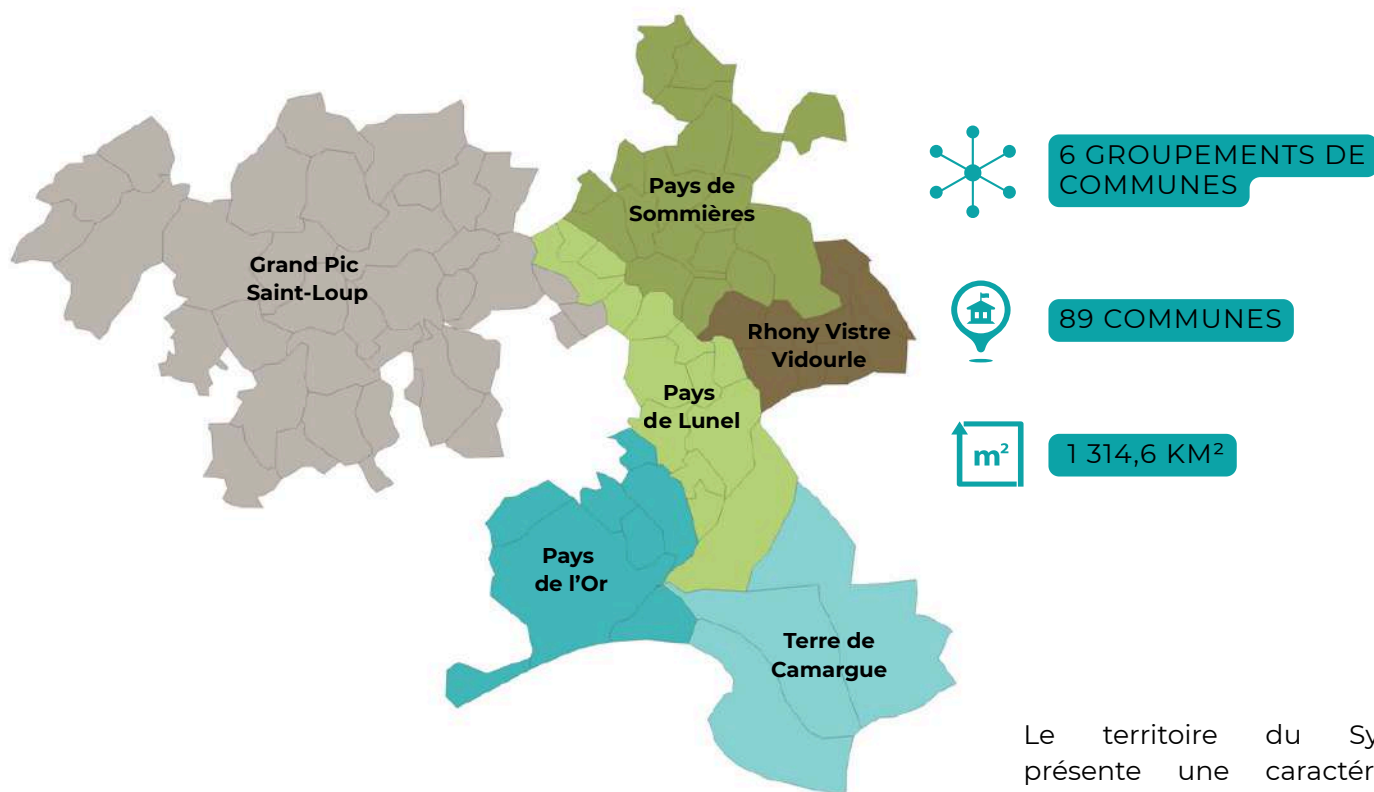 Pays de
Sommières
Grand Pic
Saint-Loup
Rhony Vistre
Vidourle
Pays
de Lunel
Pays
de l'Or
Terre de
Camargue
6 GROUPEMENTS DE
COMMUNES
89 COMMUNES
m²
1 314,6 KM²
Le territoire du
présente une